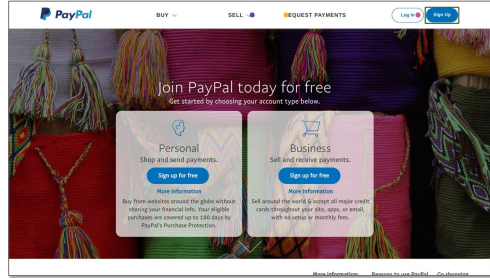 PayPal
BUY
SELL
EQUEST PAYMENTS
Log In
Sign Up
Join PayPal today for free
Get started by choosing your account type below.
Personal
Shop and send payments.
Sign up for free
More Information
Buy from websites around the globe without
sharing your financial info. Your eligible
purchases are covered up to 180 days by
PayPal's Purchase Protection.
Business
Sell and receive payments.
Sign up for free
More Information
Sell around the world & accept all major credit
cards throughout your site, apps, or email,
with no setup or monthly fees.
More information: Reasons to use PayPal Go shopping